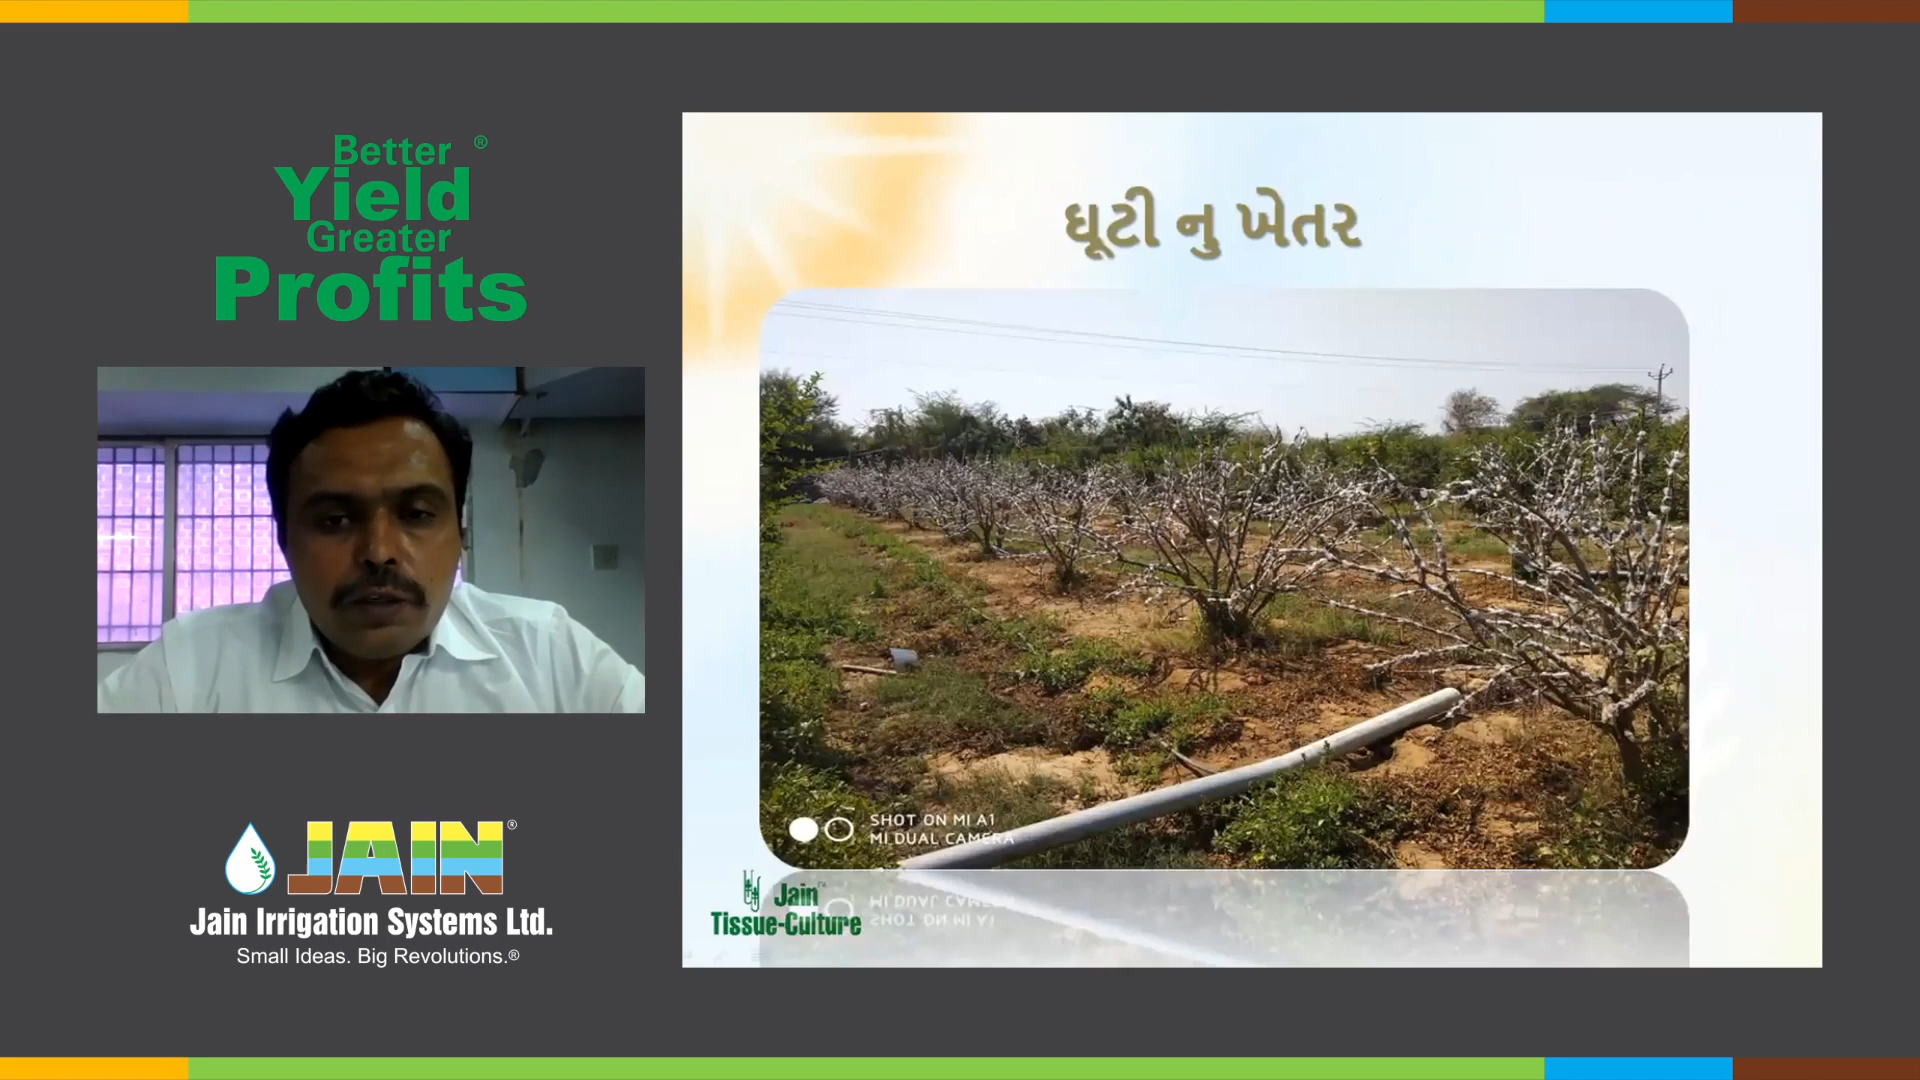 Better ®
Yield
Greater
Profits
ઘૂટી નુ ખેતર
SHOT ON MI A1
MI DUAL CAMERA
Jain™
Tissue-Culture
JAIN®
Jain Irrigation Systems Ltd.
Small Ideas. Big Revolutions.®